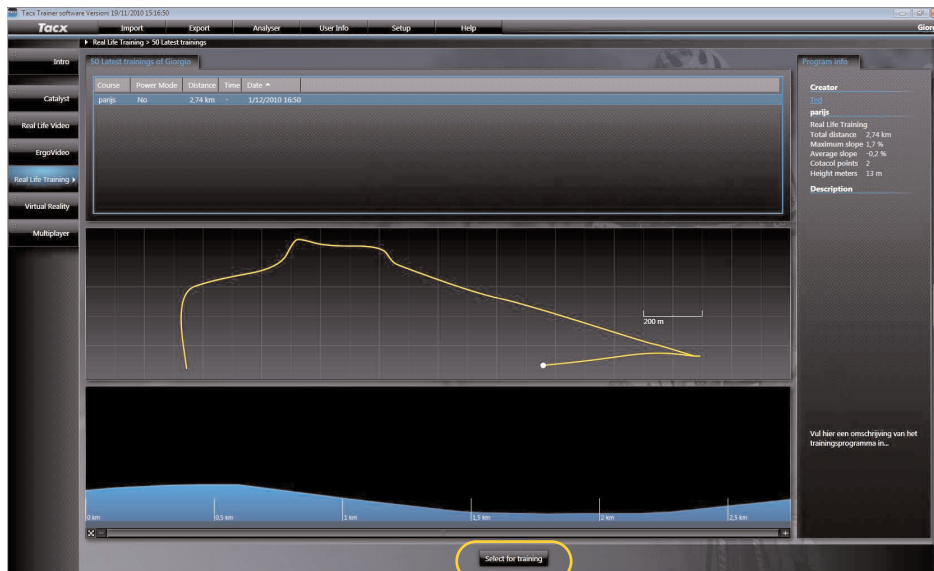 Tacx Trainer software Version: 19/11/2010 15:16:50
Tacx Import Export Analyser User Info Setup Help Gior
Real Life Training > 50 Latest trainings
Intro
Catalyst
Real Life Video
ErgoVideo
Real Life Training
Virtual Reality
Multiplayer
50 Latest trainings of Giorgio
Course Power Mode Distance Time Date
parijs No 2,74 km - 1/12/2010 16:50
200 m
0 km 0,5 km 1 km 1,5 km 2 km 2,5 km
Select for training
Program info
Creator
parijs
Real Life Training
Total distance 2,74 km
Maximum slope 1,7 %
Average slope -0,2 %
Cotacol points 2
Height meters 13 m
Description
Vul hier een omschrijving van het
trainingsprogramma in...